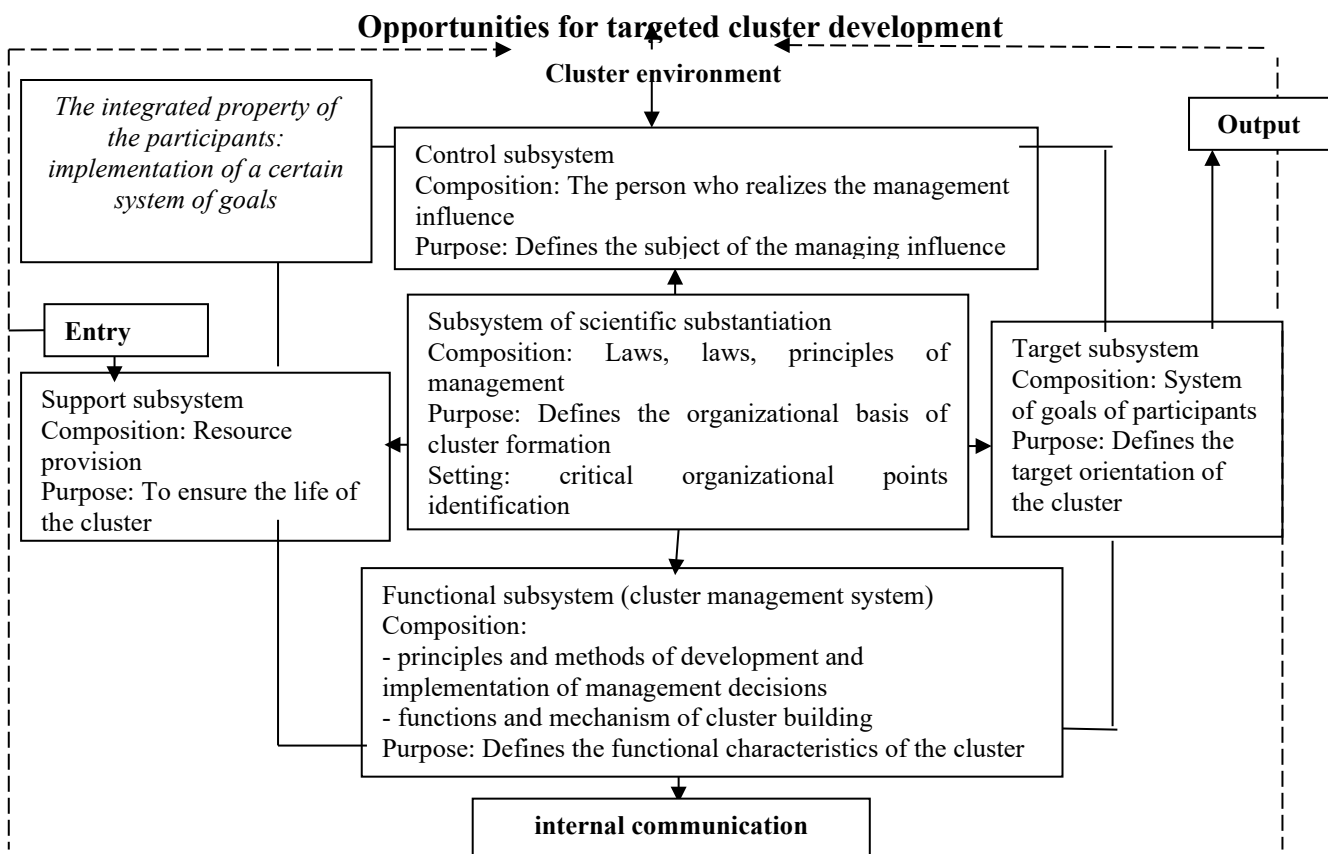 Opportunities for targeted cluster development
Cluster environment
The integrated property of
the participants:
implementation of a certain
system of goals
Output
Control subsystem
Composition: The person who realizes the management
influence
Purpose: Defines the subject of the managing influence
Entry
Subsystem of scientific substantiation
Composition: Laws, laws, principles of
management
Purpose: Defines the organizational basis of
cluster formation
Setting: critical organizational points
identification
Target subsystem
Composition: System
of goals of participants
Purpose: Defines the
target orientation of
the cluster
Support subsystem
Composition: Resource
provision
Purpose: To ensure the life of
the cluster
Functional subsystem (cluster management system)
Composition:
- principles and methods of development and
implementation of management decisions
- functions and mechanism of cluster building
Purpose: Defines the functional characteristics of the cluster
internal communication